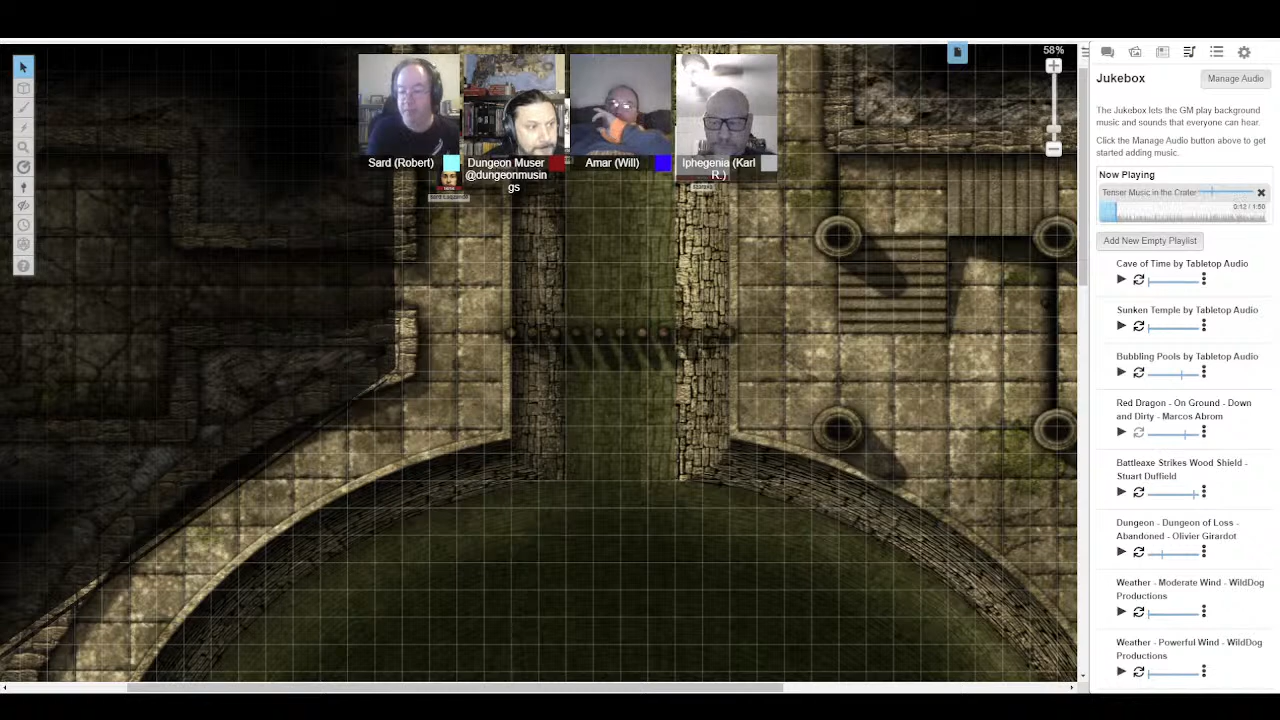 58%
Sard (Robert)
Dungeon Muser
@dungeonmusin
gs
Amar (Will)
Iphegenia (Karl
R.)
Jukebox
Manage Audio
The Jukebox lets the GM play background
music and sounds that everyone can hear.
Click the Manage Audio button above to get
started adding music.
Now Playing
Tenser Music in the Crater
0:12 / 1:50
Add New Empty Playlist
Cave of Time by Tabletop Audio
Sunken Temple by Tabletop Audio
Bubbling Pools by Tabletop Audio
Red Dragon - On Ground - Down
and Dirty - Marcos Abrom
Battleaxe Strikes Wood Shield -
Stuart Duffield
Dungeon - Dungeon of Loss -
Abandoned - Olivier Girardot
Weather - Moderate Wind - WildDog
Productions
Weather - Powerful Wind - WildDog
Productions